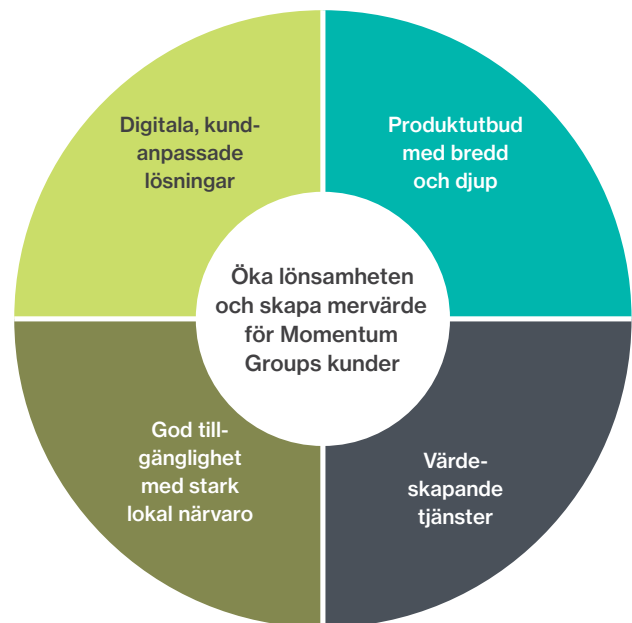 Digitala, kund-
anpassade
lösningar
Produktutbud
med bredd
och djup
Öka lönsamheten
och skapa mervärde
för Momentum
Groups kunder
God till-
gänglighet
med stark
lokal närvaro
Värde-
skapande
tjänster